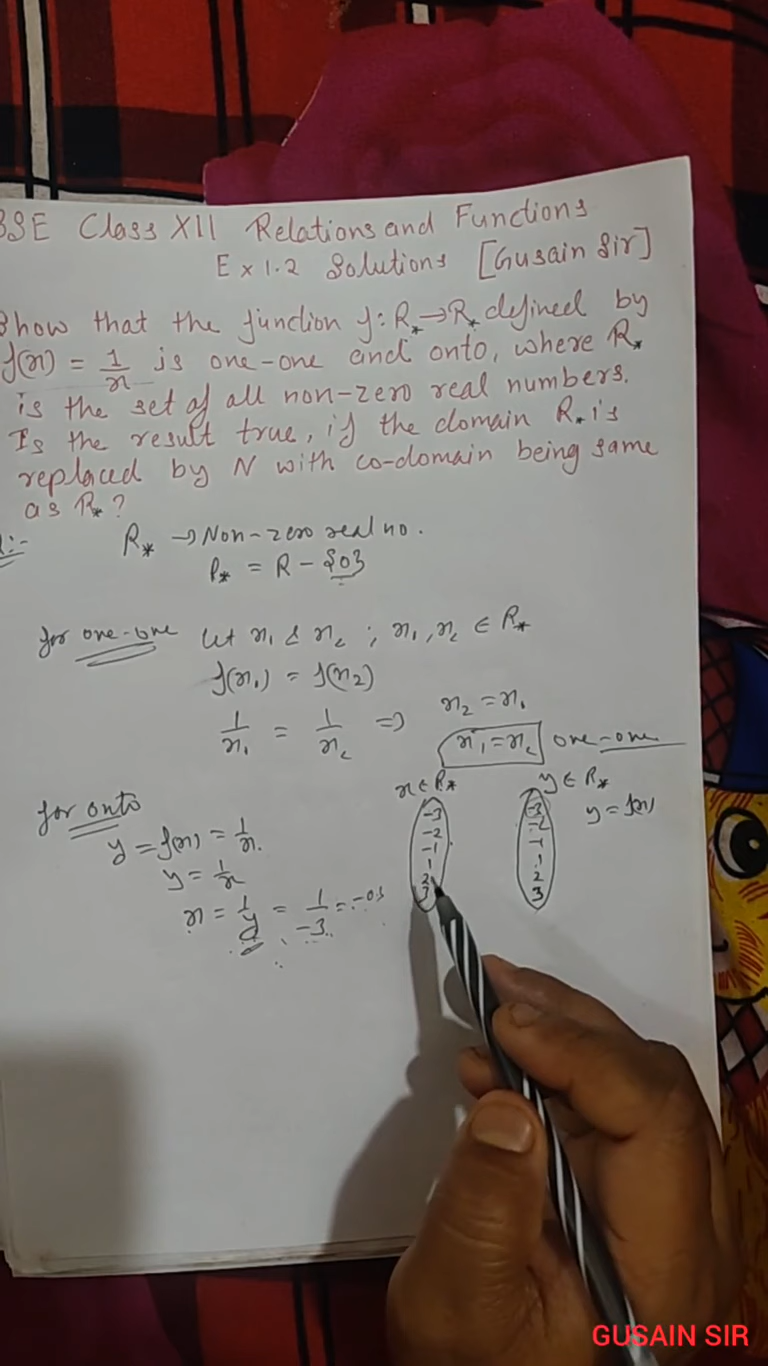 BSE Class XII Relations and Functions
Ex 1.2 Solutions [Gusain Sir]
Show that the function f: R* → R* defined by
f(x) = 1/x is one-one and onto, where R*
is the set of all non-zero real numbers.
Is the result true, if the domain R* is
replaced by N with co-domain being same
as R*?
:-
R* → Non-zero real no.
R* = R - {0}
for one-one let x₁ & x₂ ; x₁, x₂ ∈ R*
f(x₁) = f(x₂)
1/x₁ = 1/x₂ => x₂ = x₁
x₁ = x₂ one-one
for onto
x ∈ R* y ∈ R*
y = f(x) = 1/x.
y = f(x)
y = 1/x
x = 1/y = 1/-3 =
-3 -3
-2 -2
-1 -1
1 1
2 2
3 3
GUSAIN SIR